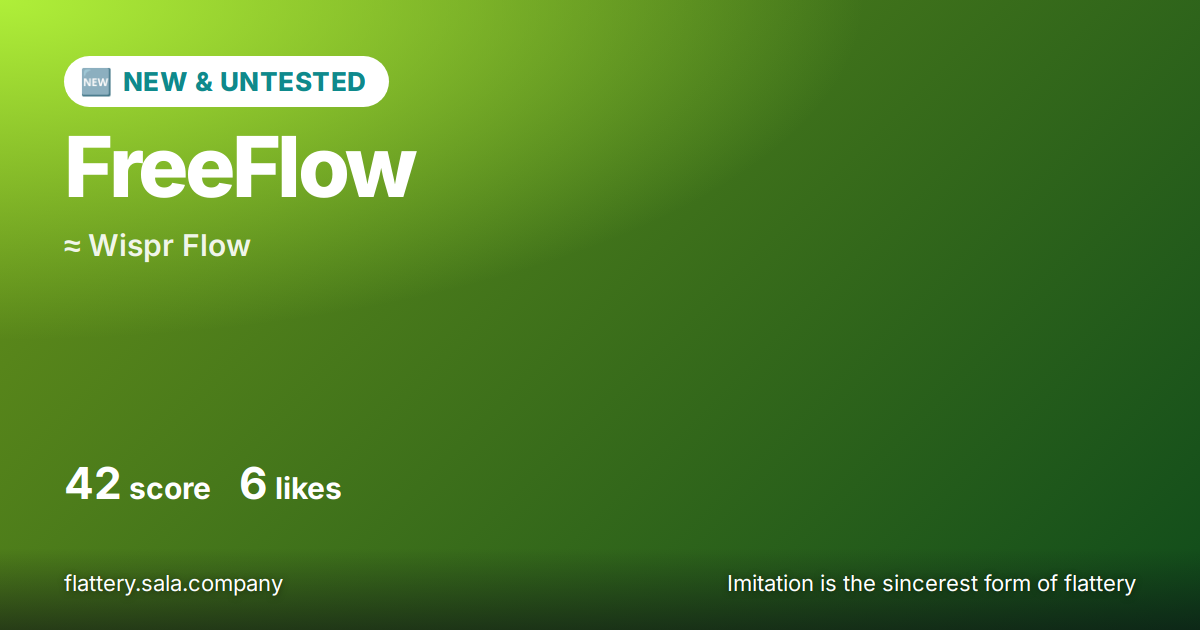 🆕 NEW & UNTESTED
FreeFlow
≈ Wispr Flow
42 score 6 likes
flattery.sala.company
Imitation is the sincerest form of flattery